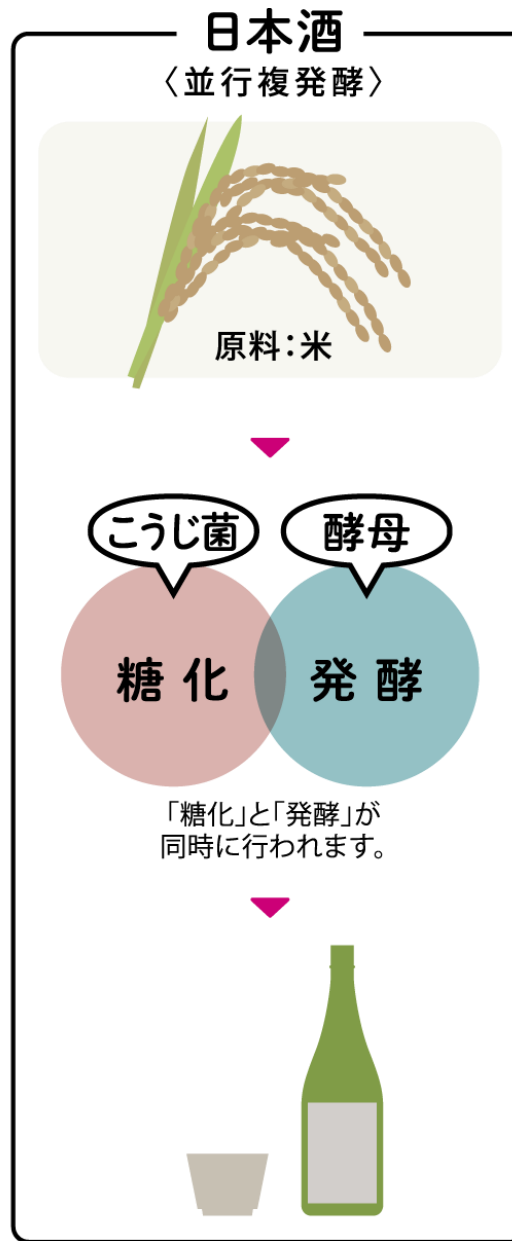 日本酒
〈並行複発酵〉
原料：米
こうじ菌
酵母
糖化
発酵
「糖化」と「発酵」が
同時に行われます。